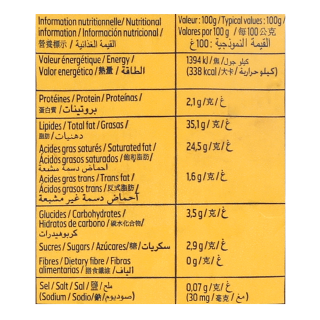 Information nutritionnelle / Nutritional
information / Información nutricional /
營養標示 / القيمة الغذائية
Valeur : 100g / Typical values : 100g /
Valores por 100 g / 每100公克
القيمة النموذجية : 100غ
Valeur énergétique / Energy /
Valor energético / 熱量 / الطاقة
1394 kJ / 焦 / كيلو جول
(338 kcal / 大卡 / كيلو حرارية)
Protéines / Protein / Proteínas /
蛋白質 / بروتينات
2,1 g / 克 / غ
Lipides / Total fat / Grasas /
脂肪 / دهنيات
35,1 g / 克 / غ
Acides gras saturés / Saturated fat /
Ácidos grasos saturados / 飽和脂肪 /
أحماض دسمة مشبعة
24,5 g / 克 / غ
Acides gras trans / Trans fat /
Ácidos grasos trans / 反式脂肪 /
أحماض دسمة غير مشبعة
1,6 g / 克 / غ
Glucides / Carbohydrates /
Hidratos de carbono / 碳水化合物 /
كربوهيدرات
3,5 g / 克 / غ
Sucres / Sugars / Azúcares / 糖 / سكريات
2,9 g / 克 / غ
Fibres / Dietary fibre / Fibras
alimentarias / 膳食纖維 / الياف
0 g / 克 / غ
Sel / Salt / Sal / 鹽 / ملح
(Sodium / Sodio / 鈉 / صوديوم)
0,07 g / 克 / غ
(30 mg / 毫克 / مغ)